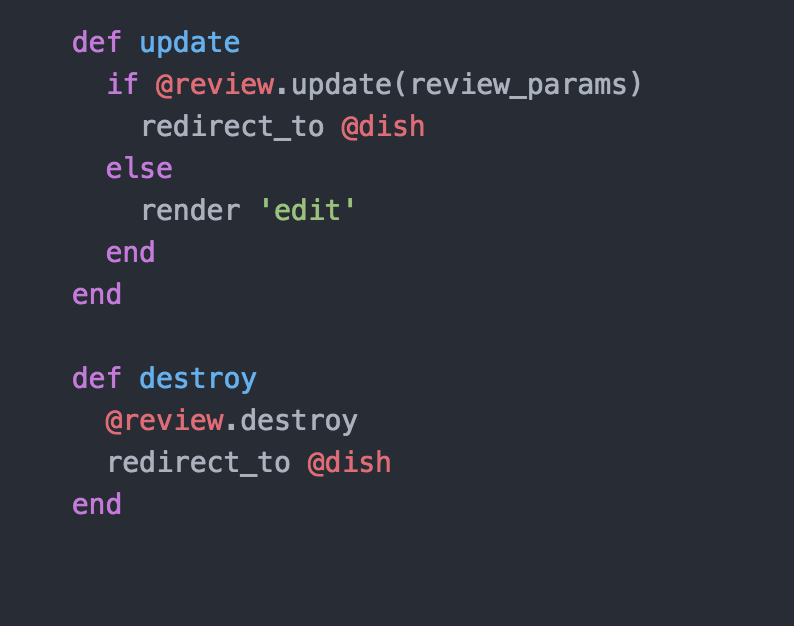 def update
  if @review.update(review_params)
    redirect_to @dish
  else
    render 'edit'
  end
end

def destroy
  @review.destroy
  redirect_to @dish
end